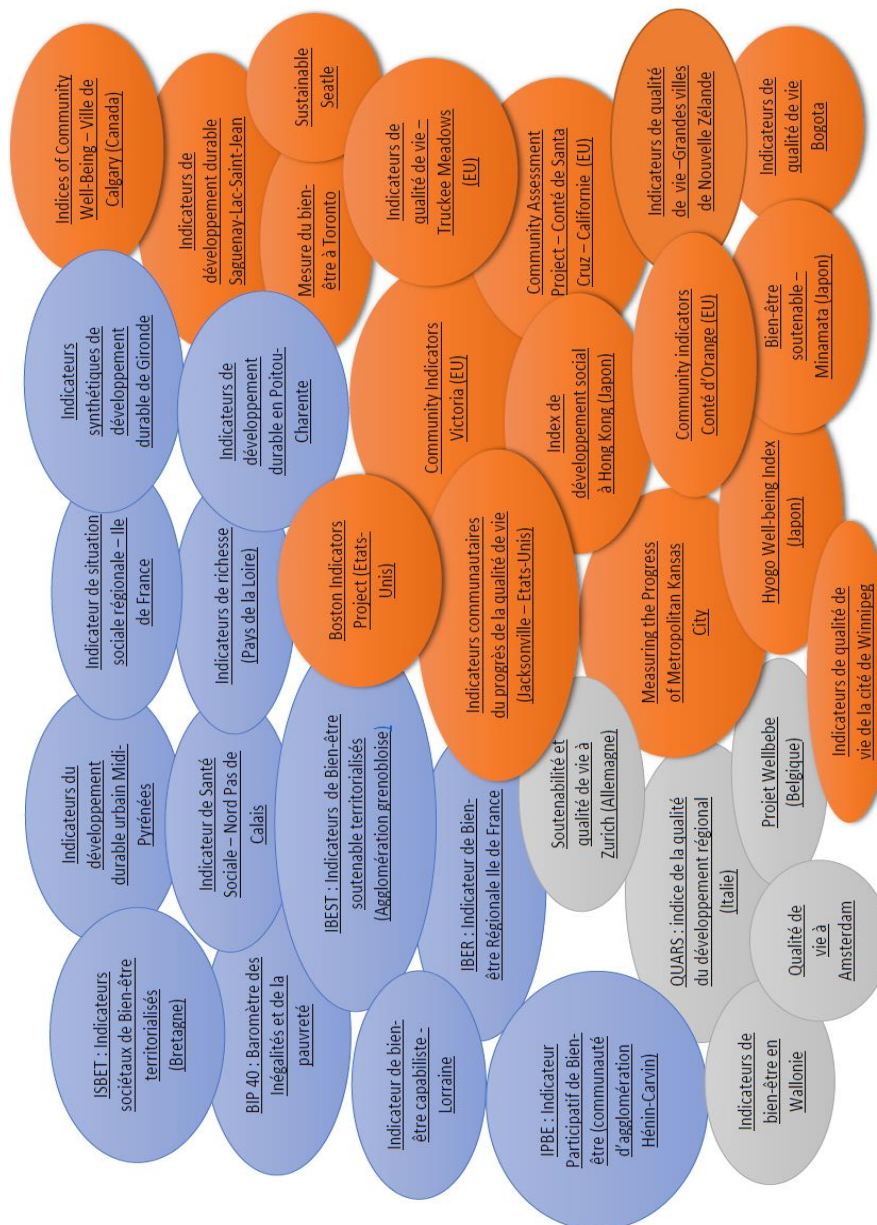 ISBET : Indicateurs
sociétaux de Bien-être
territorialisés
(Bretagne)
Indicateurs du
développement
durable urbain Midi-
Pyrénées
Indicateur de situation
sociale régionale – Ile
de France
Indicateurs
synthétiques de
développement
durable de Gironde
Indices of Community
Well-Being – Ville de
Calgary (Canada)
BIP 40 : Baromètre des
Inégalités et de la
pauvreté
Indicateur de Santé
Sociale – Nord Pas de
Calais
Indicateurs de richesse
(Pays de la Loire)
Indicateurs de
développement
durable en Poitou-
Charente
Indicateurs de
développement durable
Saguenay-Lac-Saint-Jean
Mesure du bien-
être à Toronto
Sustainable
Seatle
IBEST : Indicateurs de Bien-être
soutenable territorialisés
(Agglomération grenobloise)
Boston Indicators
Project (Etats-
Unis)
Indicateur de bien-
être capabiliste -
Lorraine
IBER : Indicateur de Bien-
être Régionale Ile de France
Indicateurs communautaires
du progrès de la qualité de vie
(Jacksonville – Etats-Unis)
Community Indicators
Victoria (EU)
Indicateurs de
qualité de vie –
Truckee Meadows
(EU)
IPBE : Indicateur
Participatif de Bien-
être (communauté
d'agglomération
Hénin-Carvin)
Soutenabilité et
qualité de vie à
Zurich (Allemagne)
Index de
développement social
à Hong Kong (Japon)
Community Assessment
Project – Conté de Santa
Cruz – Californie (EU)
QUARS : indice de la qualité
du développement régional
(Italie)
Measuring the Progress
of Metropolitan Kansas
City
Community indicators
Conté d'Orange (EU)
Indicateurs de qualité
de vie –Grandes villes
de Nouvelle Zélande
Indicateurs de
bien-être en
Wallonie
Qualité de
vie à
Amsterdam
Projet Wellbebe
(Belgique)
Hyogo Well-being Index
(Japon)
Bien-être
soutenable –
Minamata (Japon)
Indicateurs de
qualité de vie
Bogota
Indicateurs de qualité de
vie de la cité de Winnipeg